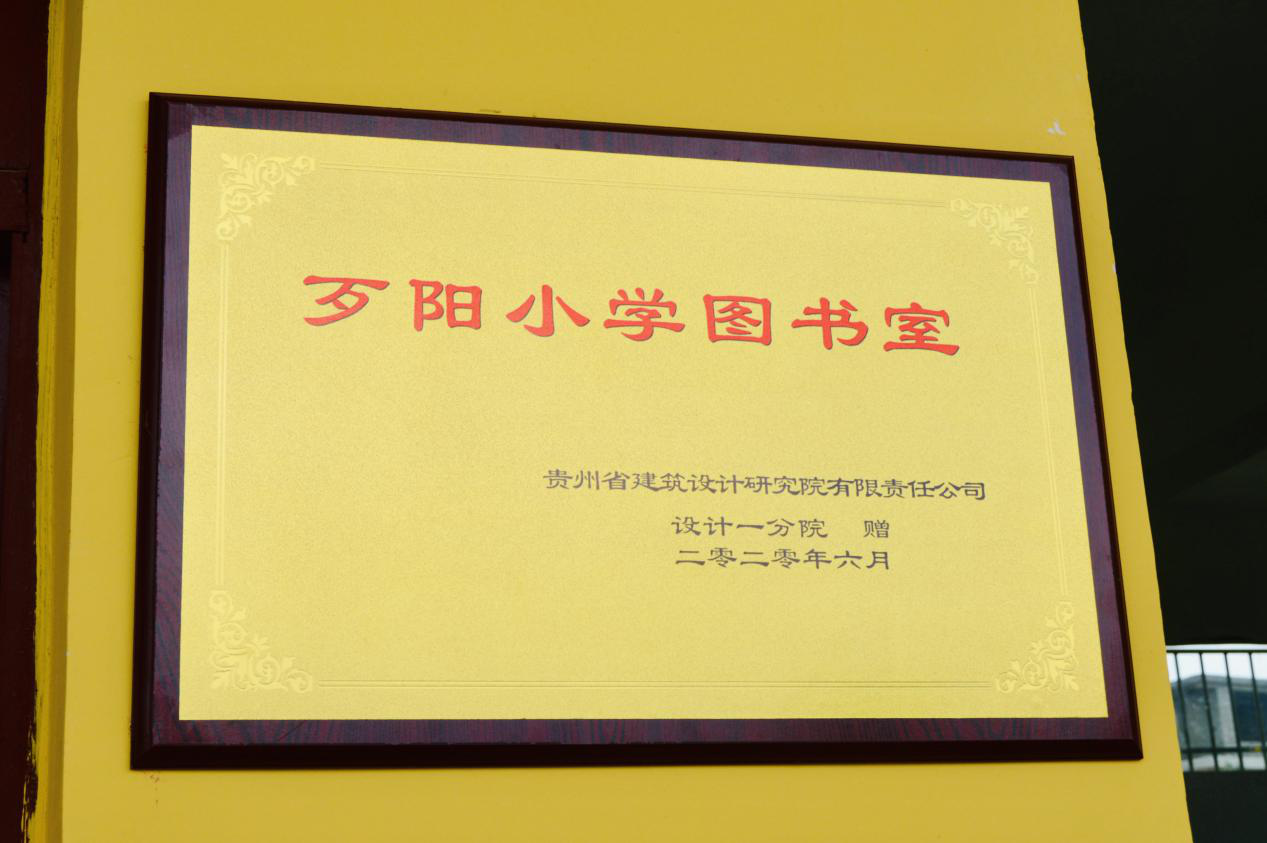 歹阳小学图书室
贵州省建筑设计研究院有限责任公司
设计一分院 赠
二零二零年六月